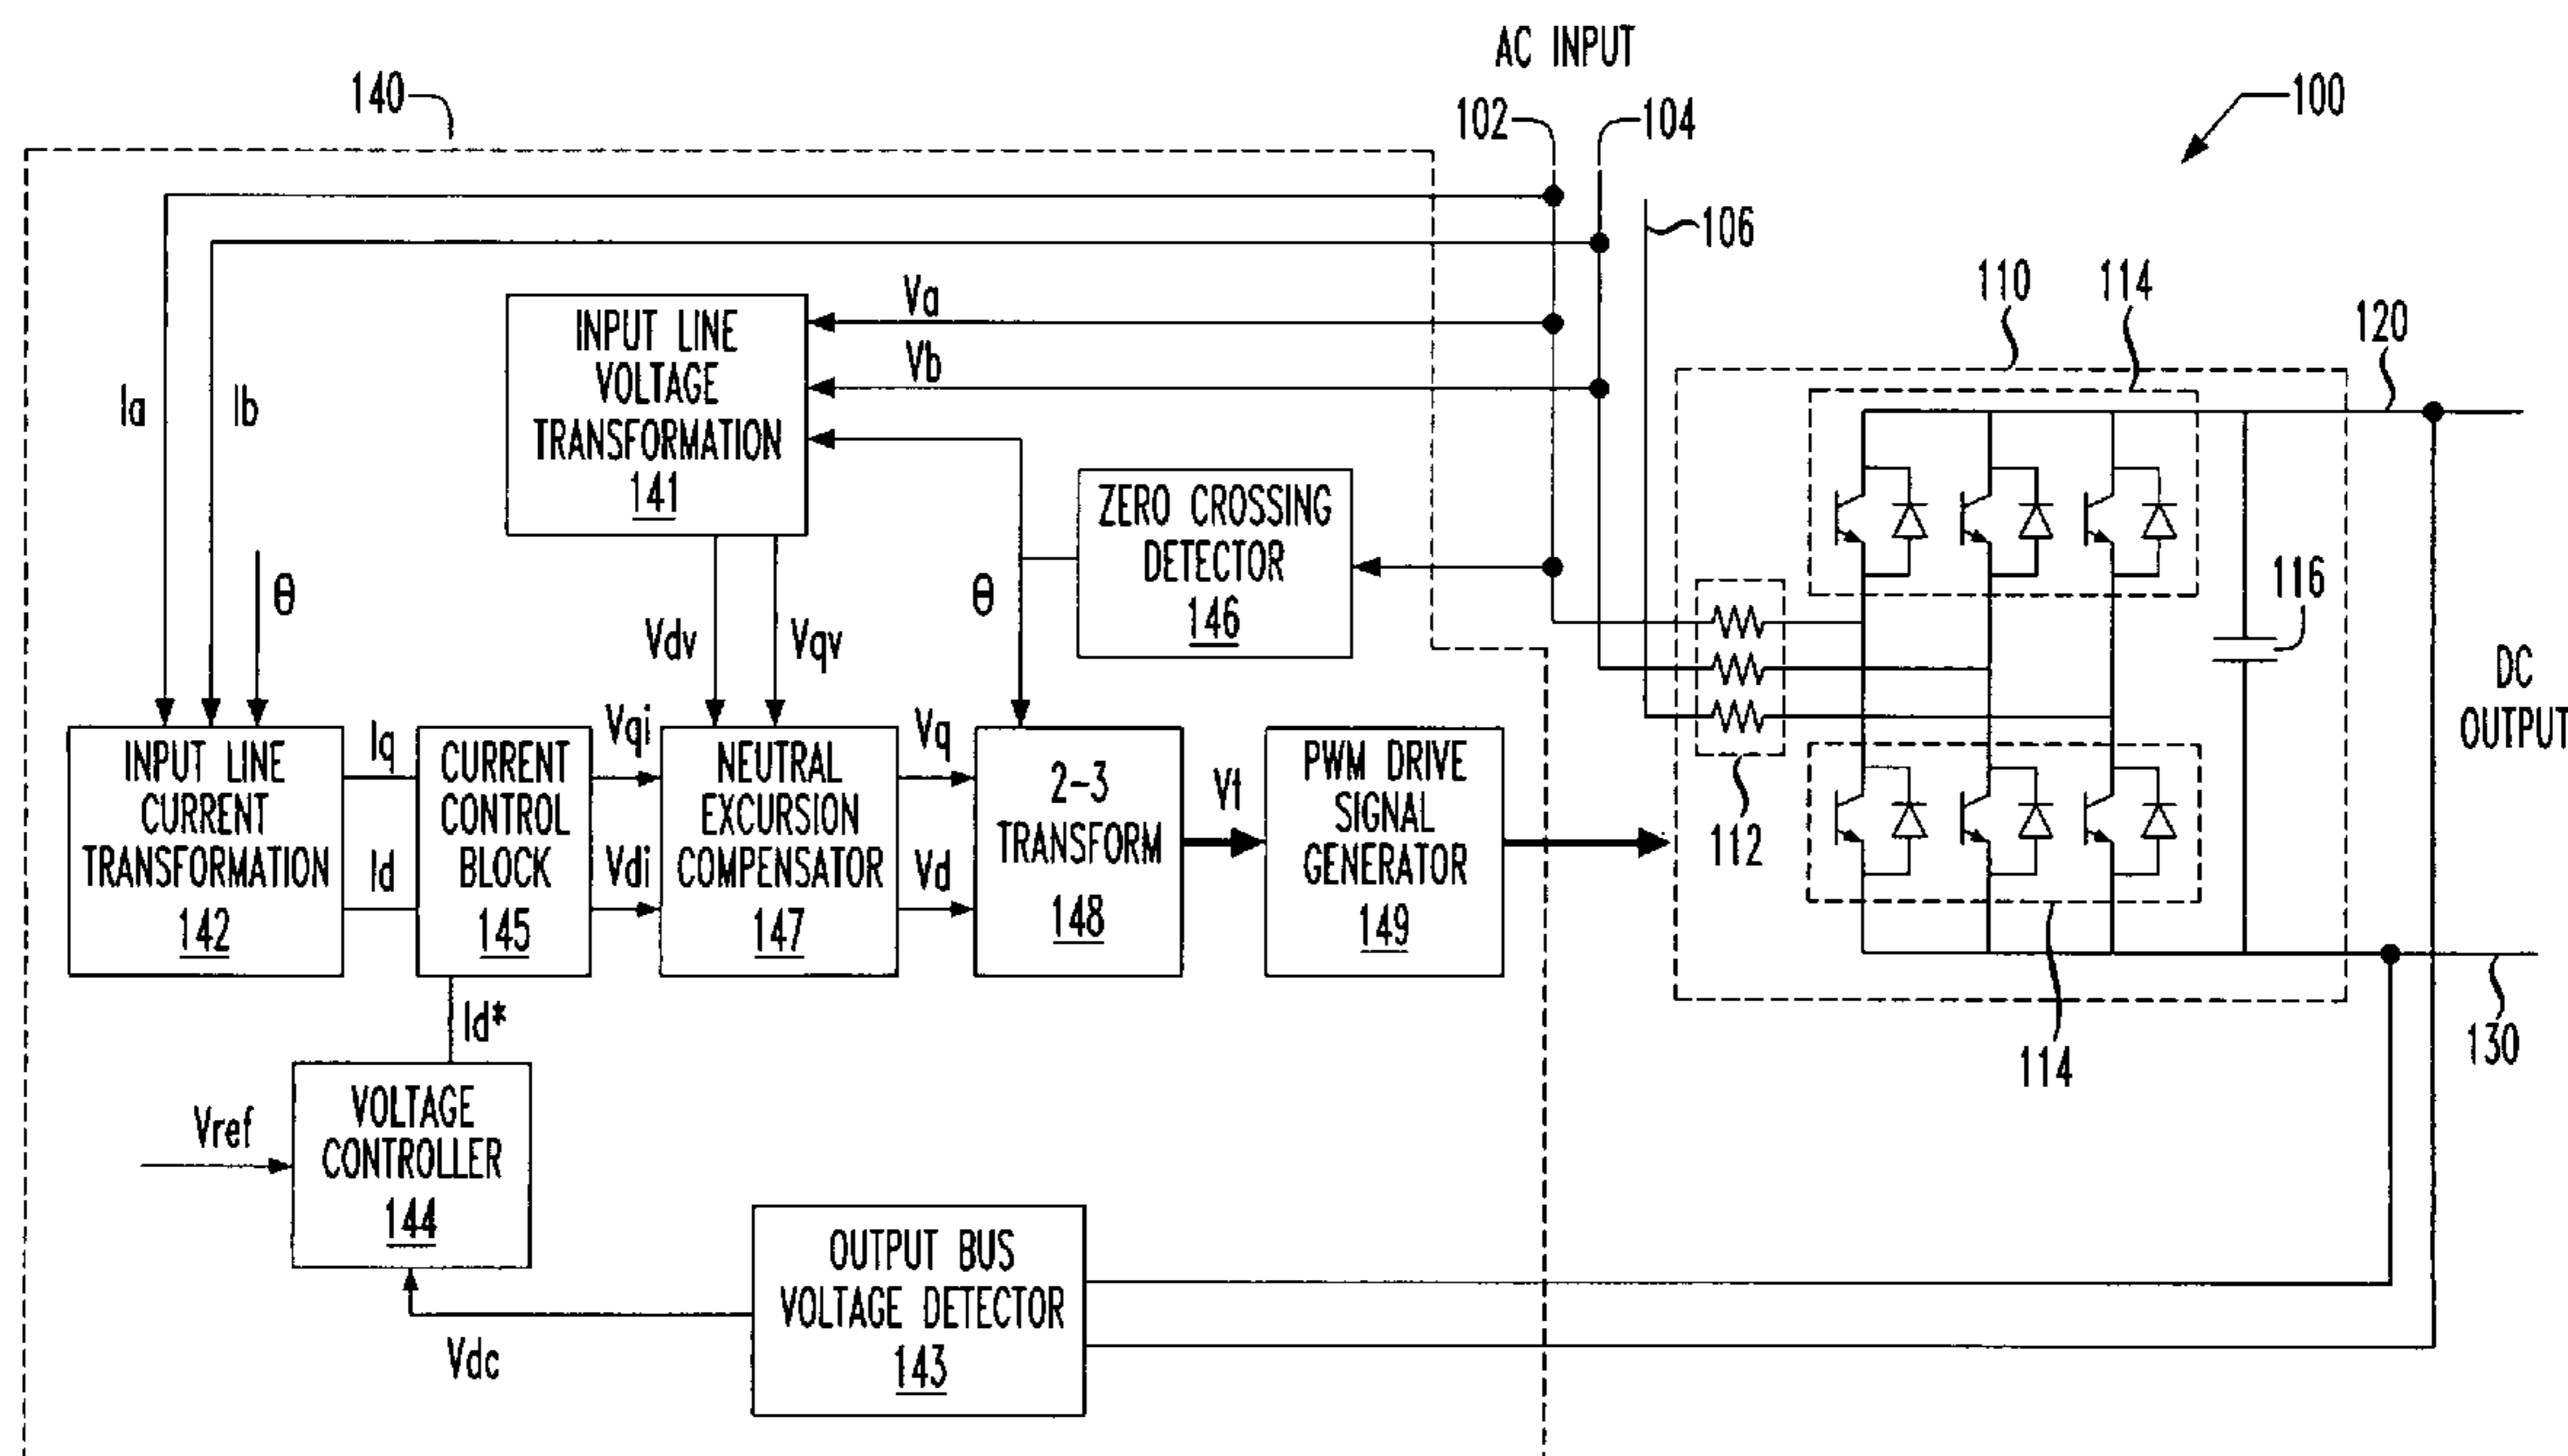 AC INPUT
140
102
104
100
106
110
114
120
Va
Vb
Ia
Ib
θ
INPUT LINE
VOLTAGE
TRANSFORMATION
141
ZERO CROSSING
DETECTOR
146
θ
Vdv
Vqv
116
DC
OUTPUT
112
INPUT LINE
CURRENT
TRANSFORMATION
142
Iq
Id
CURRENT
CONTROL
BLOCK
145
Vqi
Vdi
NEUTRAL
EXCURSION
COMPENSATOR
147
Vq
Vd
2-3
TRANSFORM
148
Vf
PWM DRIVE
SIGNAL
GENERATOR
149
114
130
Id*
Vref
VOLTAGE
CONTROLLER
144
Vdc
OUTPUT BUS
VOLTAGE DETECTOR
143